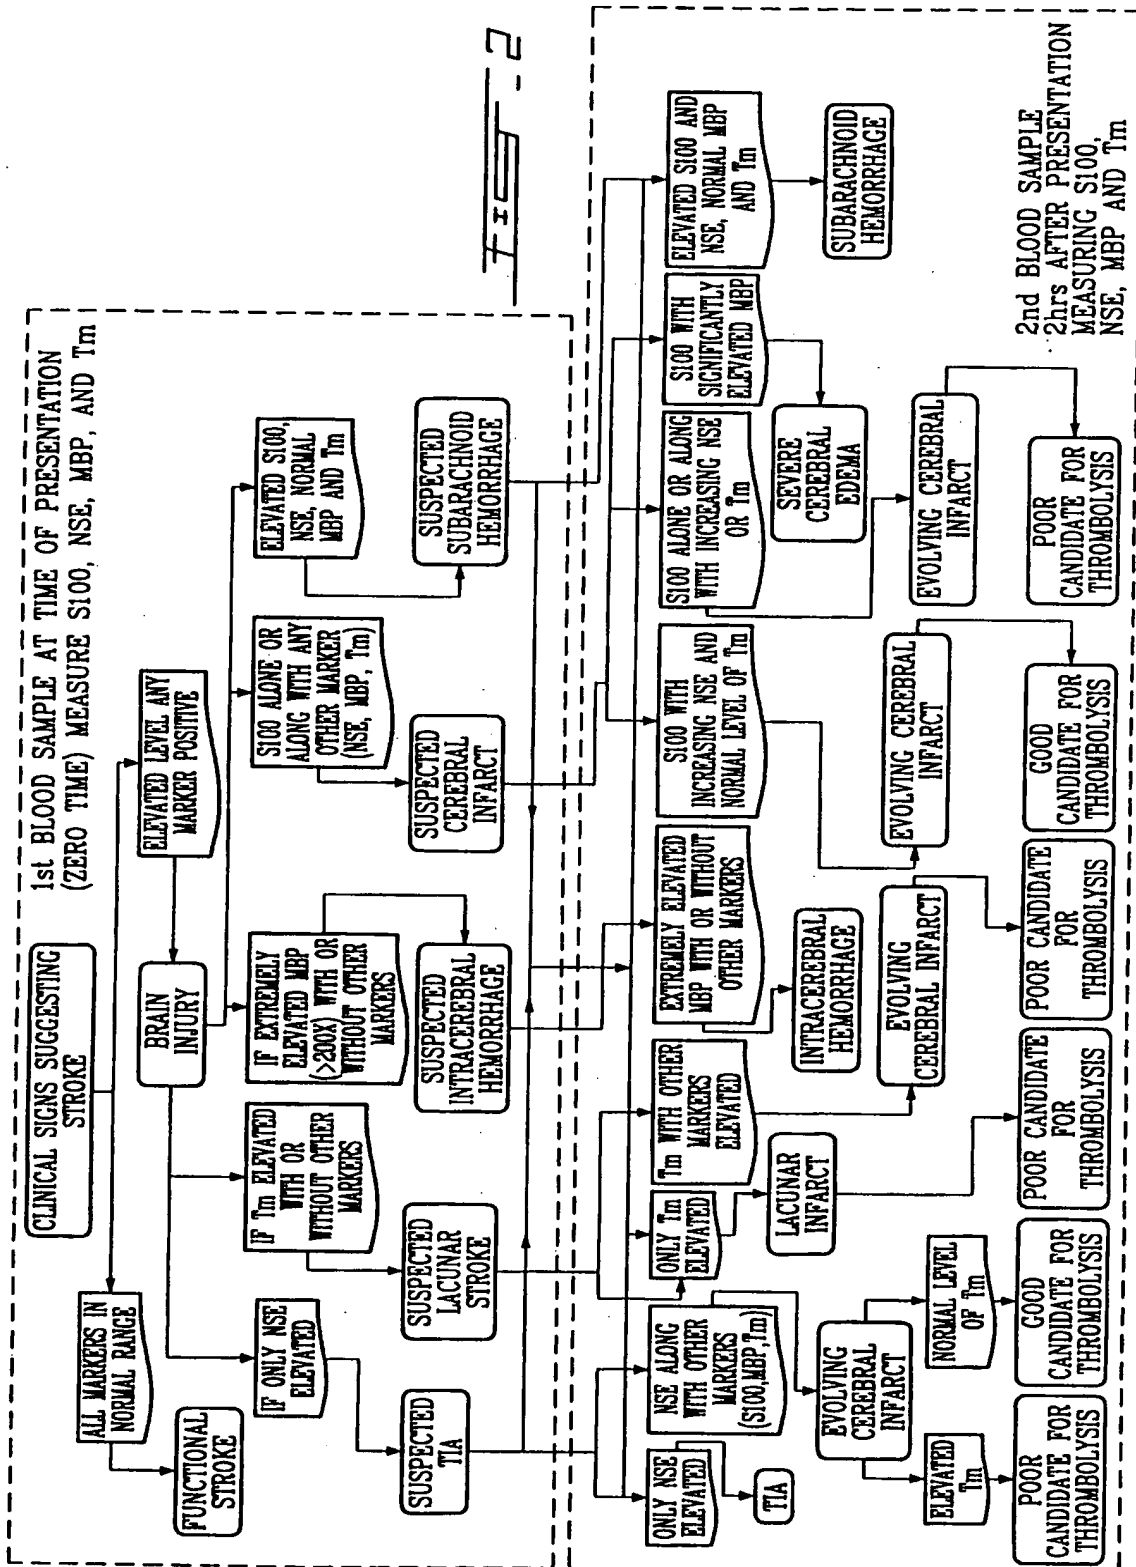 1st BLOOD SAMPLE AT TIME OF PRESENTATION
(ZERO TIME) MEASURE S100, NSE, MBP, AND Tm
CLINICAL SIGNS SUGGESTING
STROKE
ALL MARKERS IN
NORMAL RANGE
FUNCTIONAL
STROKE
ELEVATED LEVEL ANY
MARKER POSITIVE
BRAIN
INJURY
IF ONLY NSE
ELEVATED
SUSPECTED
TIA
IF Tm ELEVATED
WITH OR
WITHOUT OTHER
MARKERS
SUSPECTED
LACUNAR
STROKE
IF EXTREMELY
ELEVATED MBP
(>200X) WITH OR
WITHOUT OTHER
MARKERS
SUSPECTED
INTRACEREBRAL
HEMORRHAGE
S100 ALONE OR
ALONG WITH ANY
OTHER MARKER
(NSE, MBP, Tm)
SUSPECTED
CEREBRAL
INFARCT
ELEVATED S100,
NSE, NORMAL
MBP AND Tm
SUSPECTED
SUBARACHNOID
HEMORRHAGE
FIG-2
ONLY NSE
ELEVATED
TIA
NSE ALONG
WITH OTHER
MARKERS
(S100,MBP,Tm)
EVOLVING
CEREBRAL
INFARCT
ELEVATED
Tm
POOR
CANDIDATE FOR
THROMBOLYSIS
NORMAL LEVEL
OF Tm
GOOD
CANDIDATE FOR
THROMBOLYSIS
ONLY Tm
ELEVATED
LACUNAR
INFARCT
POOR CANDIDATE
FOR
THROMBOLYSIS
Tm WITH OTHER
MARKERS
ELEVATED
EVOLVING
CEREBRAL INFARCT
POOR CANDIDATE
FOR
THROMBOLYSIS
EXTREMELY ELEVATED
MBP WITH OR WITHOUT
OTHER MARKERS
INTRACEREBRAL
HEMORRHAGE
S100 WITH
INCREASING NSE AND
NORMAL LEVEL OF Tm
EVOLVING CEREBRAL
INFARCT
GOOD
CANDIDATE FOR
THROMBOLYSIS
S100 ALONE OR ALONG
WITH INCREASING NSE
OR Tm
EVOLVING CEREBRAL
INFARCT
POOR
CANDIDATE FOR
THROMBOLYSIS
S100 WITH
SIGNIFICANTLY
ELEVATED MBP
SEVERE
CEREBRAL
EDEMA
ELEVATED S100 AND
NSE, NORMAL MBP
AND Tm
SUBARACHNOID
HEMORRHAGE
2nd BLOOD SAMPLE
2hrs AFTER PRESENTATION
MEASURING S100,
NSE, MBP AND Tm